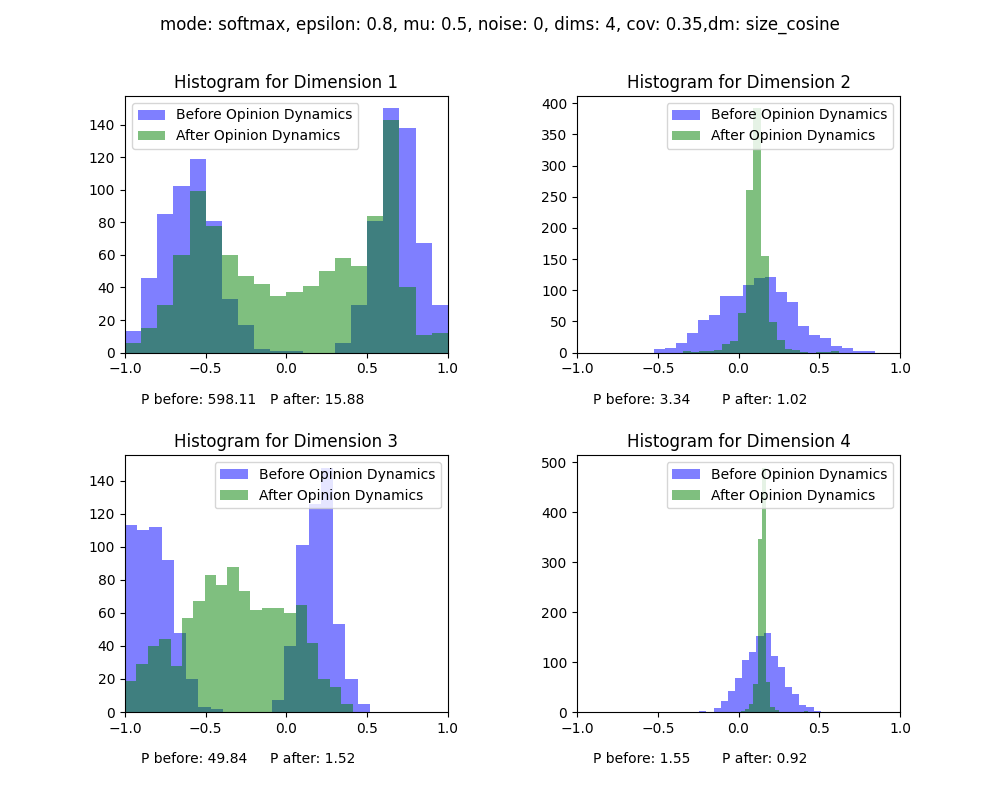 mode: softmax, epsilon: 0.8, mu: 0.5, noise: 0, dims: 4, cov: 0.35,dm: size_cosine
Histogram for Dimension 1
Before Opinion Dynamics
After Opinion Dynamics
140
120
100
80
60
40
20
0
−1.0 −0.5 0.0 0.5 1.0
P before: 598.11 P after: 15.88
Histogram for Dimension 2
Before Opinion Dynamics
After Opinion Dynamics
400
350
300
250
200
150
100
50
0
−1.0 −0.5 0.0 0.5 1.0
P before: 3.34 P after: 1.02
Histogram for Dimension 3
Before Opinion Dynamics
After Opinion Dynamics
140
120
100
80
60
40
20
0
−1.0 −0.5 0.0 0.5 1.0
P before: 49.84 P after: 1.52
Histogram for Dimension 4
Before Opinion Dynamics
After Opinion Dynamics
500
400
300
200
100
0
−1.0 −0.5 0.0 0.5 1.0
P before: 1.55 P after: 0.92